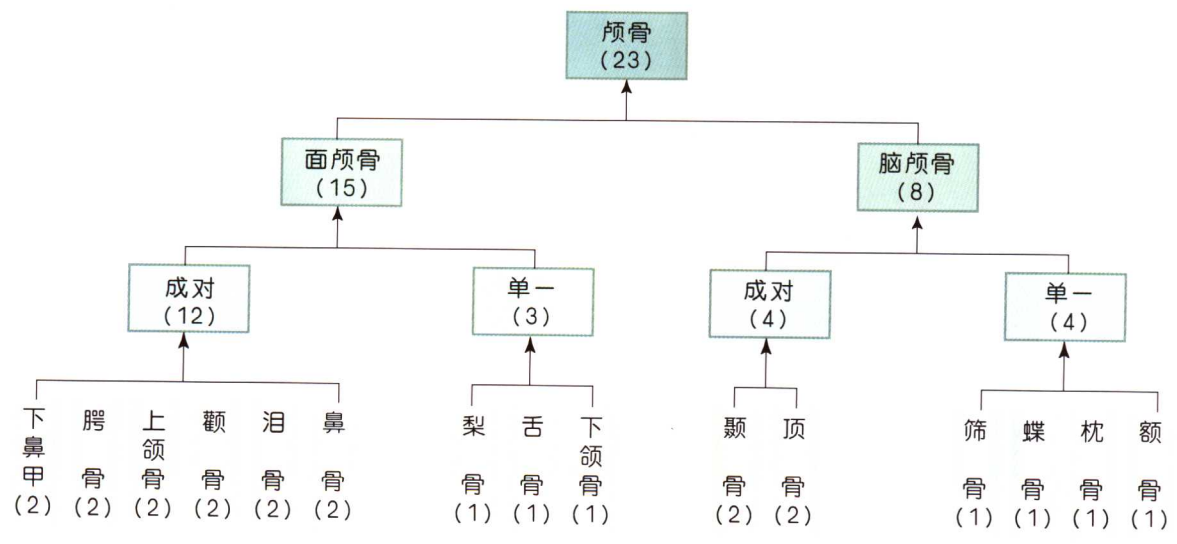 颅骨
(23)
面颅骨
(15)
脑颅骨
(8)
成对
(12)
单一
(3)
成对
(4)
单一
(4)
下鼻甲
(2)
腭骨
(2)
上颌骨
(2)
颧骨
(2)
泪骨
(2)
鼻骨
(2)
犁骨
(1)
舌骨
(1)
下颌骨
(1)
颞骨
(2)
顶骨
(2)
筛骨
(1)
蝶骨
(1)
枕骨
(1)
额骨
(1)